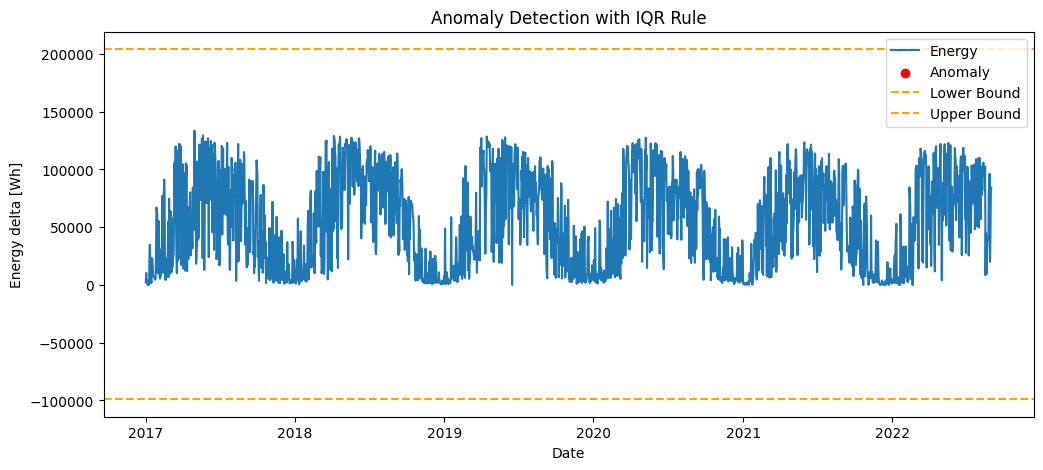 Anomaly Detection with IQR Rule
Energy delta [Wh]
200000
150000
100000
50000
0
−50000
−100000
Energy
Anomaly
Lower Bound
Upper Bound
2017
2018
2019
2020
2021
2022
Date